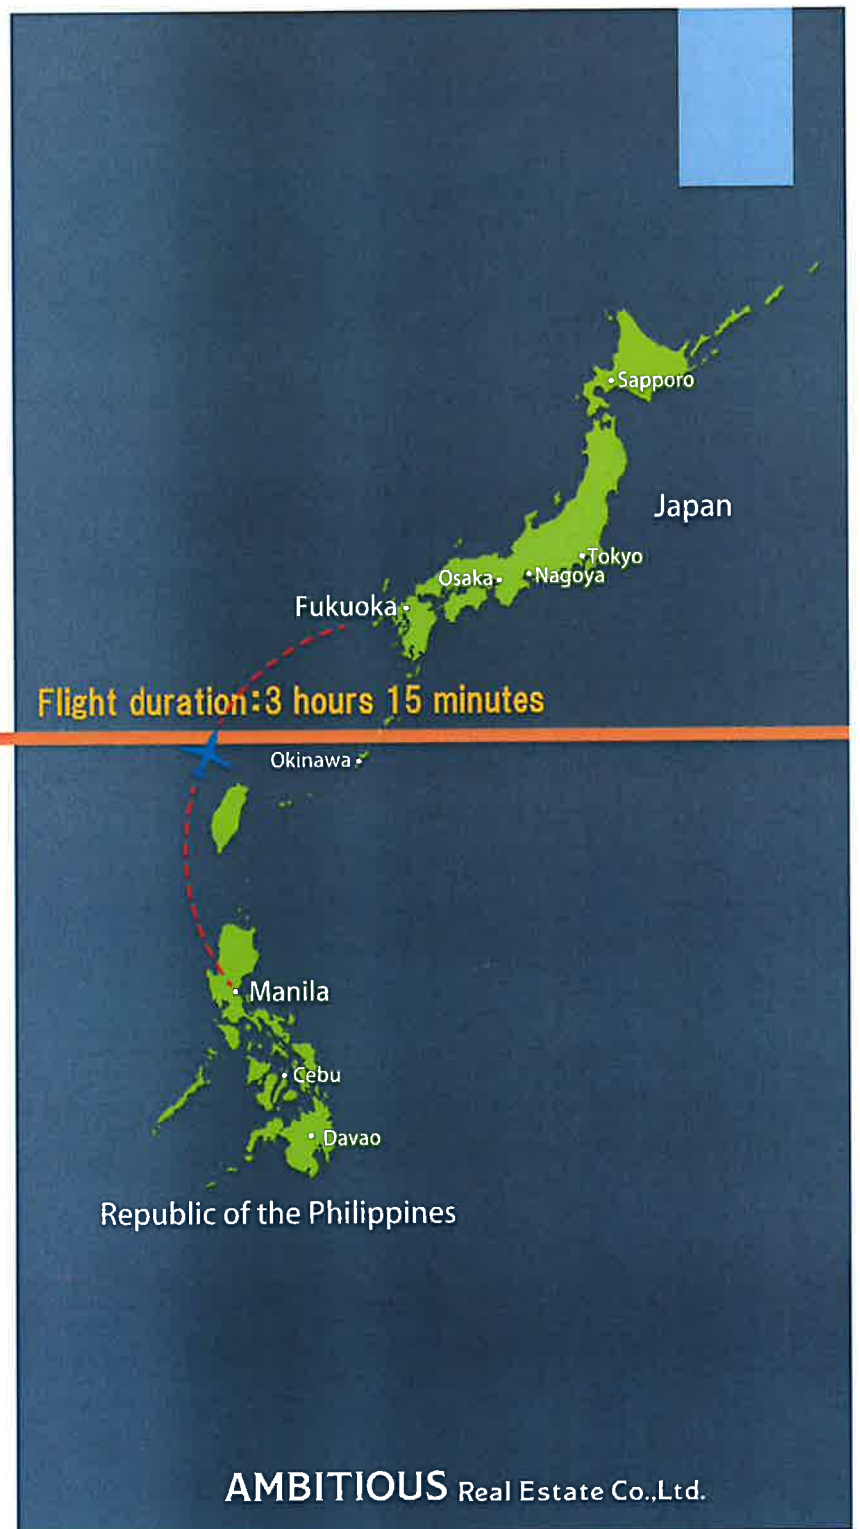 Sapporo
Japan
Tokyo
Osaka
Nagoya
Fukuoka
Flight duration:3 hours 15 minutes
Okinawa
Manila
Cebu
Davao
Republic of the Philippines
AMBITIOUS Real Estate Co.,Ltd.